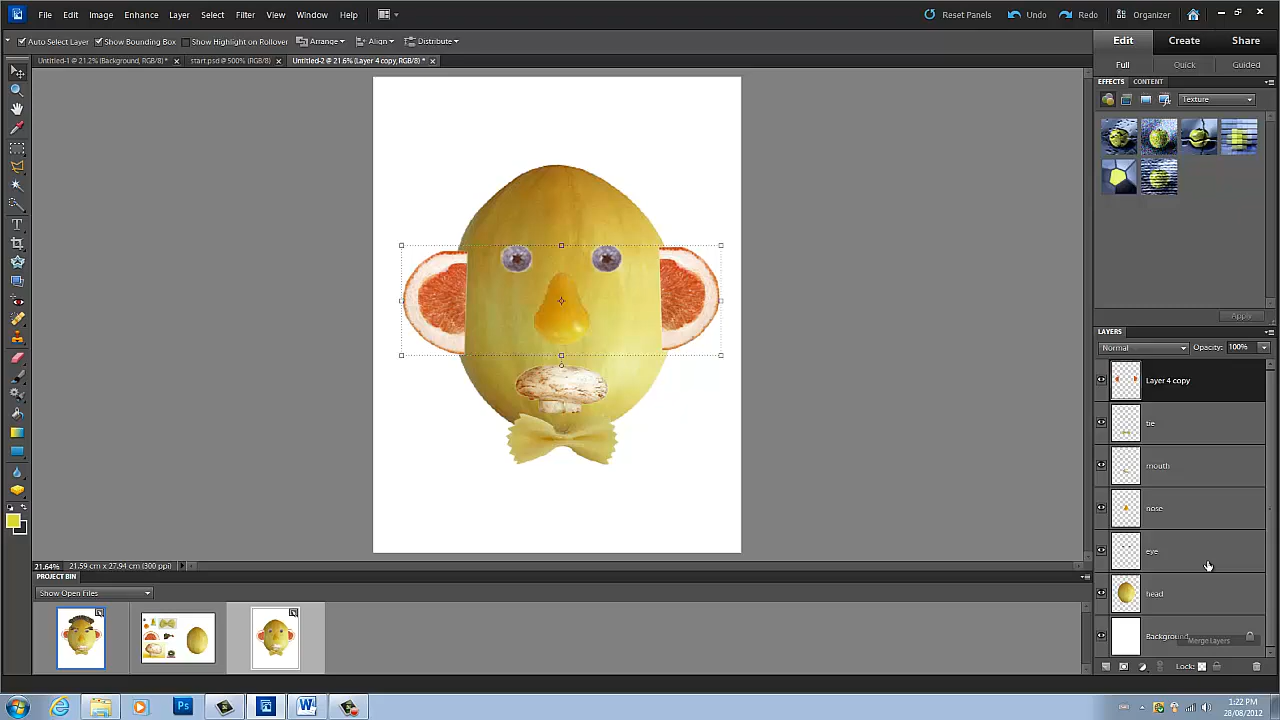 File Edit Image Enhance Layer Select Filter View Window Help Reset Panels Undo Redo Organizer
Auto Select Layer Show Bounding Box Show Highlight on Rollover Arrange Align Distribute
Edit Create Share
Untitled-1 @ 21.2% (Background, RGB/8) * start.psd @ 500% (RGB/8) Untitled-2 @ 21.6% (Layer 4 copy, RGB/8) *
Full Quick Guided
EFFECTS CONTENT
Texture
Apply
LAYERS
Normal Opacity: 100%
Layer 4 copy
tie
mouth
nose
eye
head
Background
Merge Layers
Lock:
21.64% 21.59 cm x 27.94 cm (300 ppi)
PROJECT BIN
Show Open Files
Ps
W
1:22 PM
28/08/2012